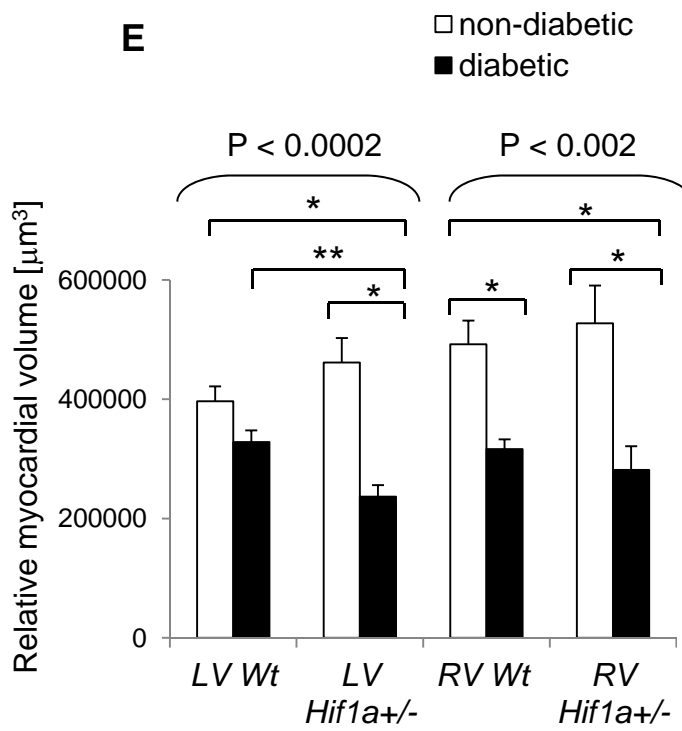 E
non-diabetic
diabetic
P < 0.0002
P < 0.002
*
*
**
*
*
*
Relative myocardial volume [μm³]
600000
400000
200000
0
LV Wt
LV
Hif1a+/-
RV Wt
RV
Hif1a+/-